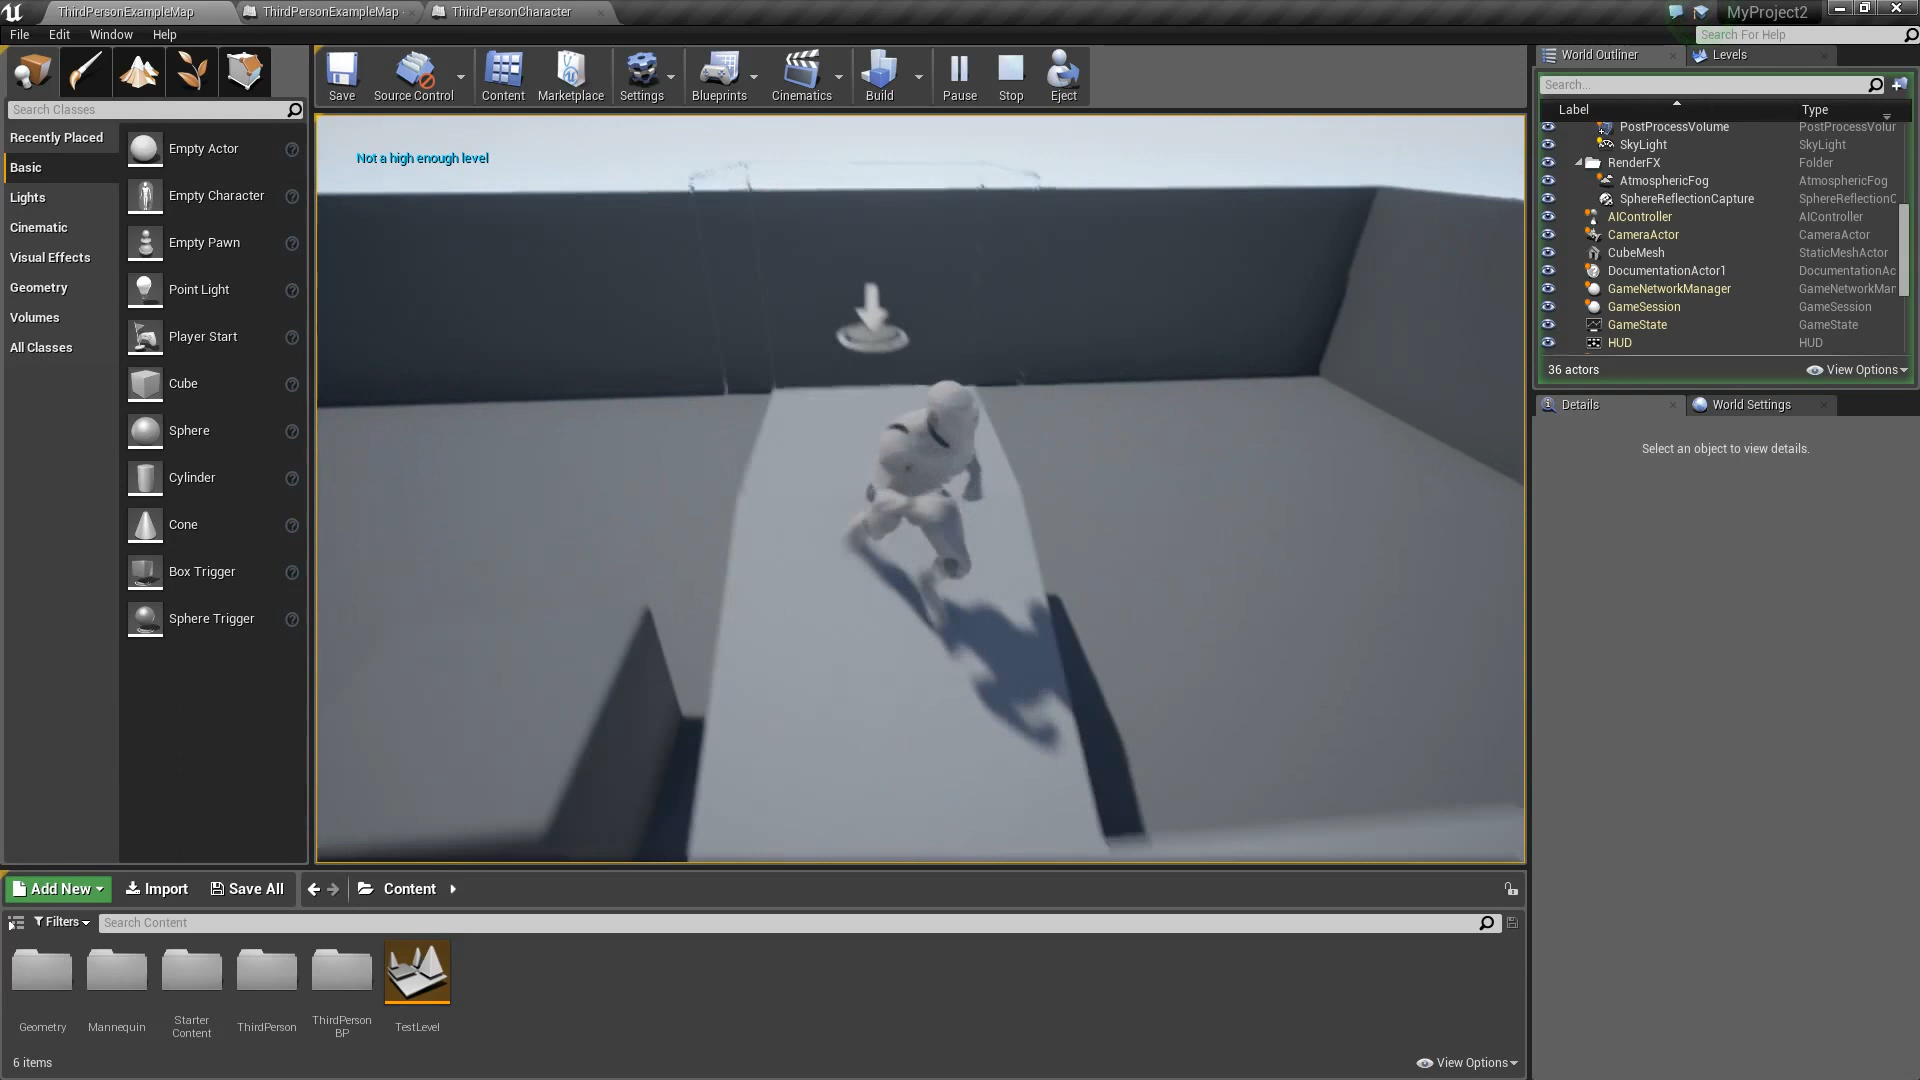 ThirdPersonExampleMap
ThirdPersonExampleMap
ThirdPersonCharacter
MyProject2
File
Edit
Window
Help
Search For Help
Save
Source Control
Content
Marketplace
Settings
Blueprints
Cinematics
Build
Pause
Stop
Eject
Search Classes
Recently Placed
Basic
Lights
Cinematic
Visual Effects
Geometry
Volumes
All Classes
Empty Actor
Empty Character
Empty Pawn
Point Light
Player Start
Cube
Sphere
Cylinder
Cone
Box Trigger
Sphere Trigger
Not a high enough level
World Outliner
Levels
Search...
Label
Type
PostProcessVolume
PostProcessVolur
SkyLight
SkyLight
RenderFX
Folder
AtmosphericFog
AtmosphericFog
SphereReflectionCapture
SphereReflectionC
AIController
AIController
CameraActor
CameraActor
CubeMesh
StaticMeshActor
DocumentationActor1
DocumentationAc
GameNetworkManager
GameNetworkMar
GameSession
GameSession
GameState
GameState
HUD
HUD
36 actors
View Options
Details
World Settings
Select an object to view details.
Add New
Import
Save All
Content
Filters
Search Content
Geometry
Mannequin
Starter
Content
ThirdPerson
ThirdPerson
BP
TestLevel
6 items
View Options